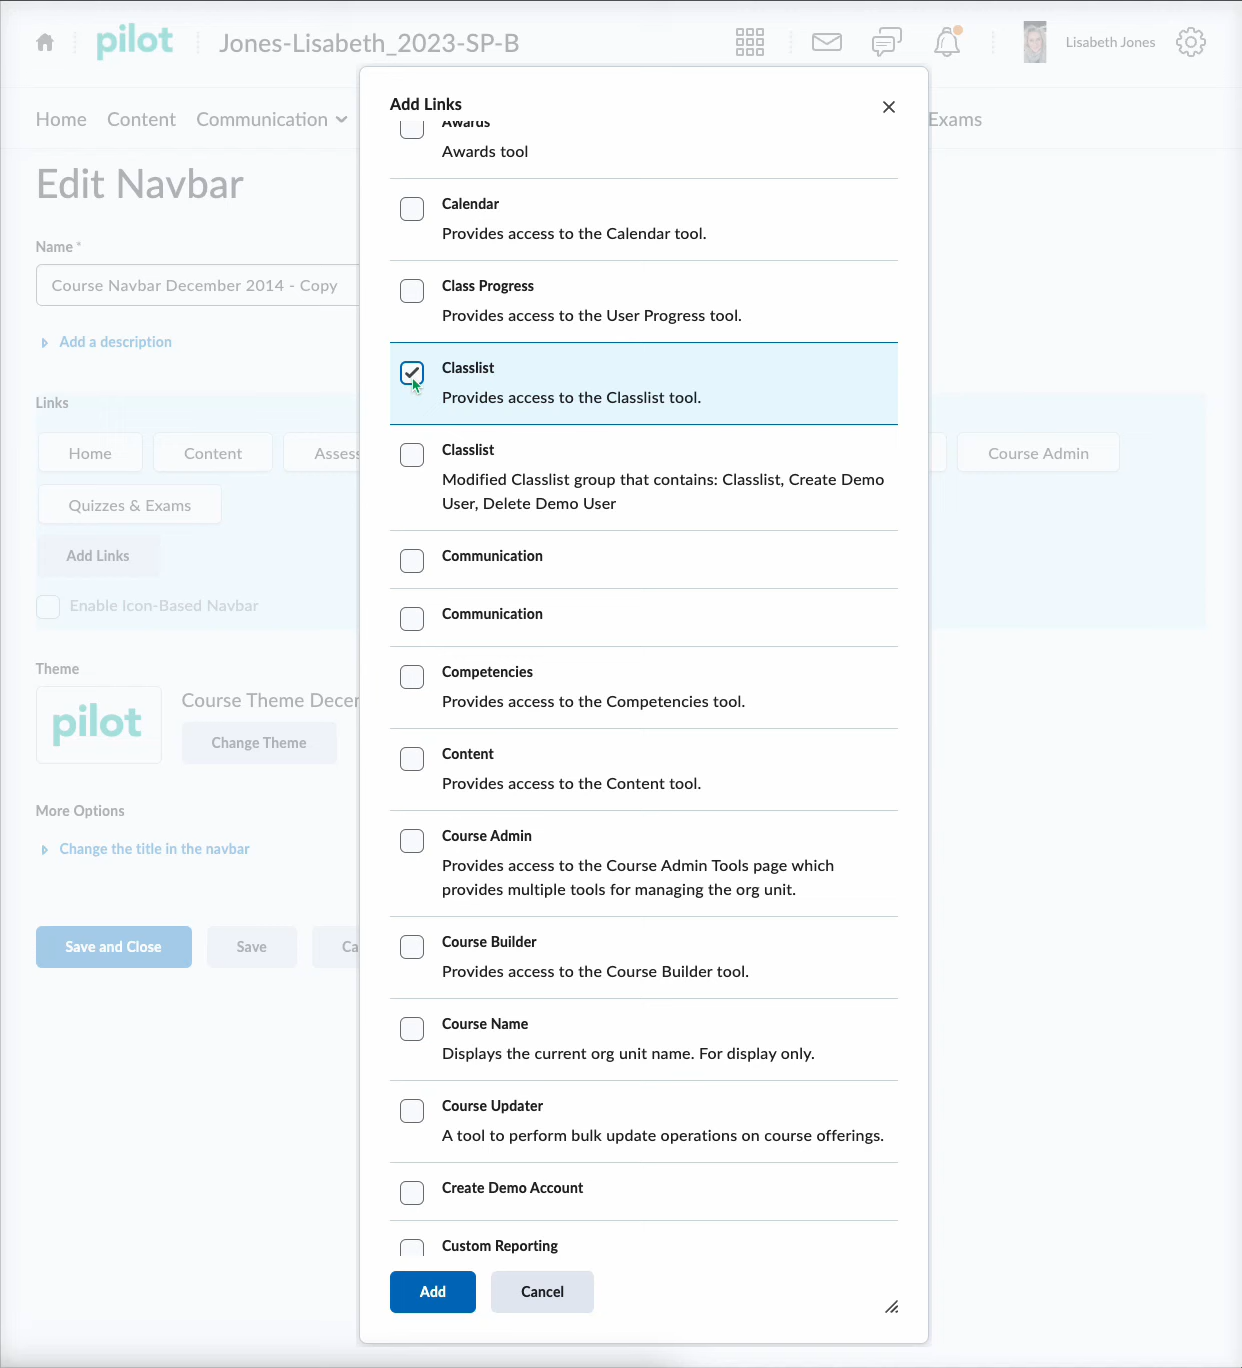 pilot
Jones-Lisabeth_2023-SP-B
Lisabeth Jones
Home
Content
Communication
Exams
Edit Navbar
Name *
Course Navbar December 2014 - Copy
Add a description
Links
Home
Content
Assess
Course Admin
Quizzes & Exams
Add Links
Enable Icon-Based Navbar
Theme
pilot
Course Theme Decer
Change Theme
More Options
Change the title in the navbar
Save and Close
Save
Ca
Add Links
Awards
Awards tool
Calendar
Provides access to the Calendar tool.
Class Progress
Provides access to the User Progress tool.
Classlist
Provides access to the Classlist tool.
Classlist
Modified Classlist group that contains: Classlist, Create Demo
User, Delete Demo User
Communication
Communication
Competencies
Provides access to the Competencies tool.
Content
Provides access to the Content tool.
Course Admin
Provides access to the Course Admin Tools page which
provides multiple tools for managing the org unit.
Course Builder
Provides access to the Course Builder tool.
Course Name
Displays the current org unit name. For display only.
Course Updater
A tool to perform bulk update operations on course offerings.
Create Demo Account
Custom Reporting
Add
Cancel